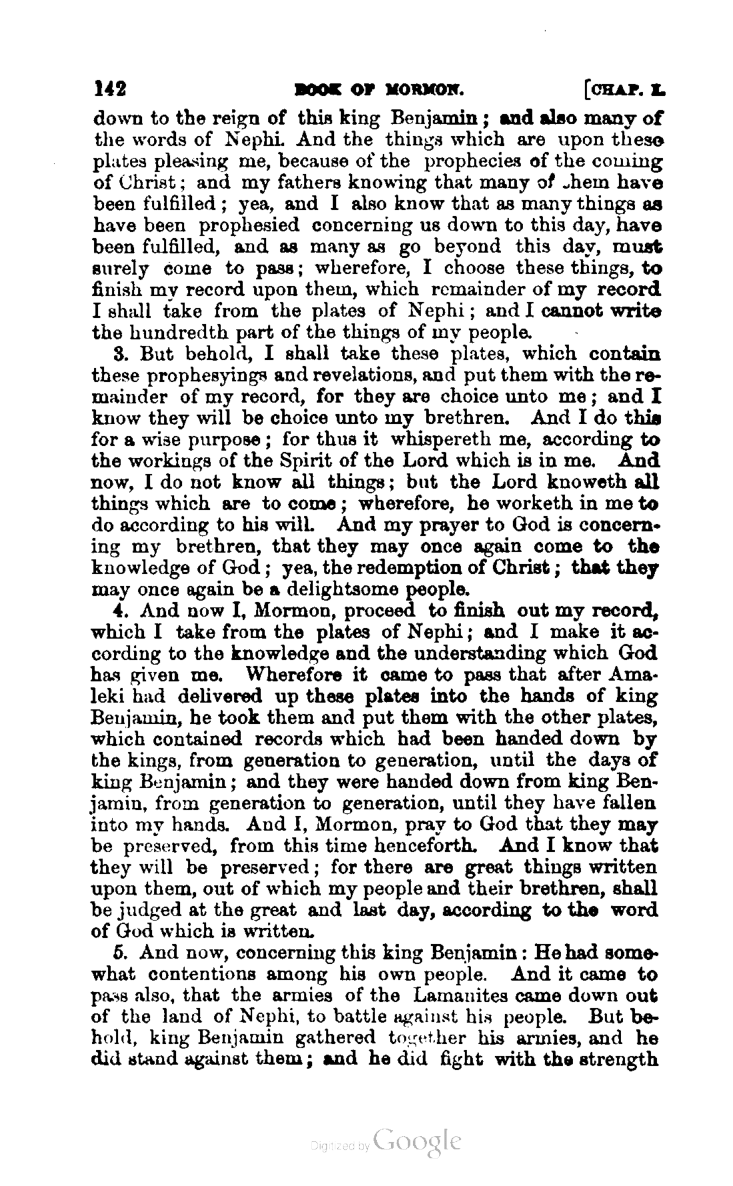 142 BOOK OF MORMON. [CHAP. I.
down to the reign of this king Benjamin; and also many of
the words of Nephi. And the things which are upon these
plates pleasing me, because of the prophecies of the coming
of Christ; and my fathers knowing that many of them have
been fulfilled; yea, and I also know that as many things as
have been prophesied concerning us down to this day, have
been fulfilled, and as many as go beyond this day, must
surely come to pass; wherefore, I choose these things, to
finish my record upon them, which remainder of my record
I shall take from the plates of Nephi; and I cannot write
the hundredth part of the things of my people.
3. But behold, I shall take these plates, which contain
these prophesyings and revelations, and put them with the re-
mainder of my record, for they are choice unto me; and I
know they will be choice unto my brethren. And I do this
for a wise purpose; for thus it whispereth me, according to
the workings of the Spirit of the Lord which is in me. And
now, I do not know all things; but the Lord knoweth all
things which are to come; wherefore, he worketh in me to
do according to his will. And my prayer to God is concern-
ing my brethren, that they may once again come to the
knowledge of God; yea, the redemption of Christ; that they
may once again be a delightsome people.
4. And now I, Mormon, proceed to finish out my record,
which I take from the plates of Nephi; and I make it ac-
cording to the knowledge and the understanding which God
has given me. Wherefore it came to pass that after Ama-
leki had delivered up these plates into the hands of king
Benjamin, he took them and put them with the other plates,
which contained records which had been handed down by
the kings, from generation to generation, until the days of
king Benjamin; and they were handed down from king Ben-
jamin, from generation to generation, until they have fallen
into my hands. And I, Mormon, pray to God that they may
be preserved, from this time henceforth. And I know that
they will be preserved; for there are great things written
upon them, out of which my people and their brethren, shall
be judged at the great and last day, according to the word
of God which is written.
5. And now, concerning this king Benjamin: He had some-
what contentions among his own people. And it came to
pass also, that the armies of the Lamanites came down out
of the land of Nephi, to battle against his people. But be-
hold, king Benjamin gathered together his armies, and he
did stand against them; and he did fight with the strength
Digitized by Google